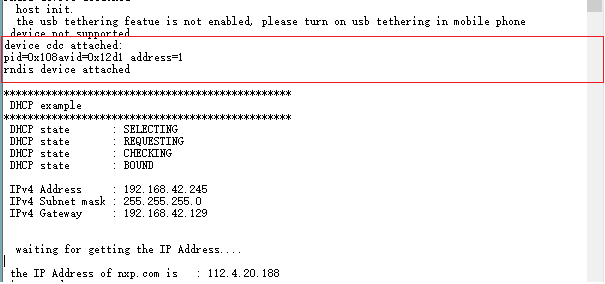 host init.
the usb tethering featue is not enabled, please turn on usb tethering in mobile phone
device not supported
device cdc attached:
pid=0x108avid=0x12d1 address=1
rndis device attached
************************************************
DHCP example
************************************************
DHCP state : SELECTING
DHCP state : REQUESTING
DHCP state : CHECKING
DHCP state : BOUND
IPv4 Address : 192.168.42.245
IPv4 Subnet mask : 255.255.255.0
IPv4 Gateway : 192.168.42.129
waiting for getting the IP Address....
the IP Address of nxp.com is : 112.4.20.188